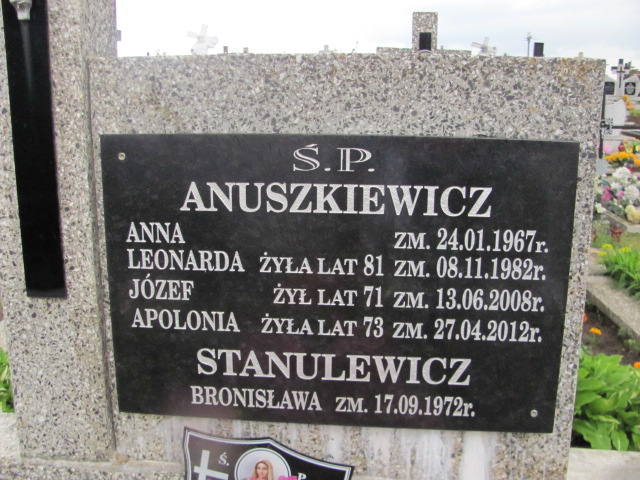 Ś.P.
ANUSZKIEWICZ
ANNA ZM. 24.01.1967r.
LEONARDA ŻYŁA LAT 81 ZM. 08.11.1982r.
JÓZEF ŻYŁ LAT 71 ZM. 13.06.2008r.
APOLONIA ŻYŁA LAT 73 ZM. 27.04.2012r.
STANULEWICZ
BRONISŁAWA ZM. 17.09.1972r.
Ś. P.